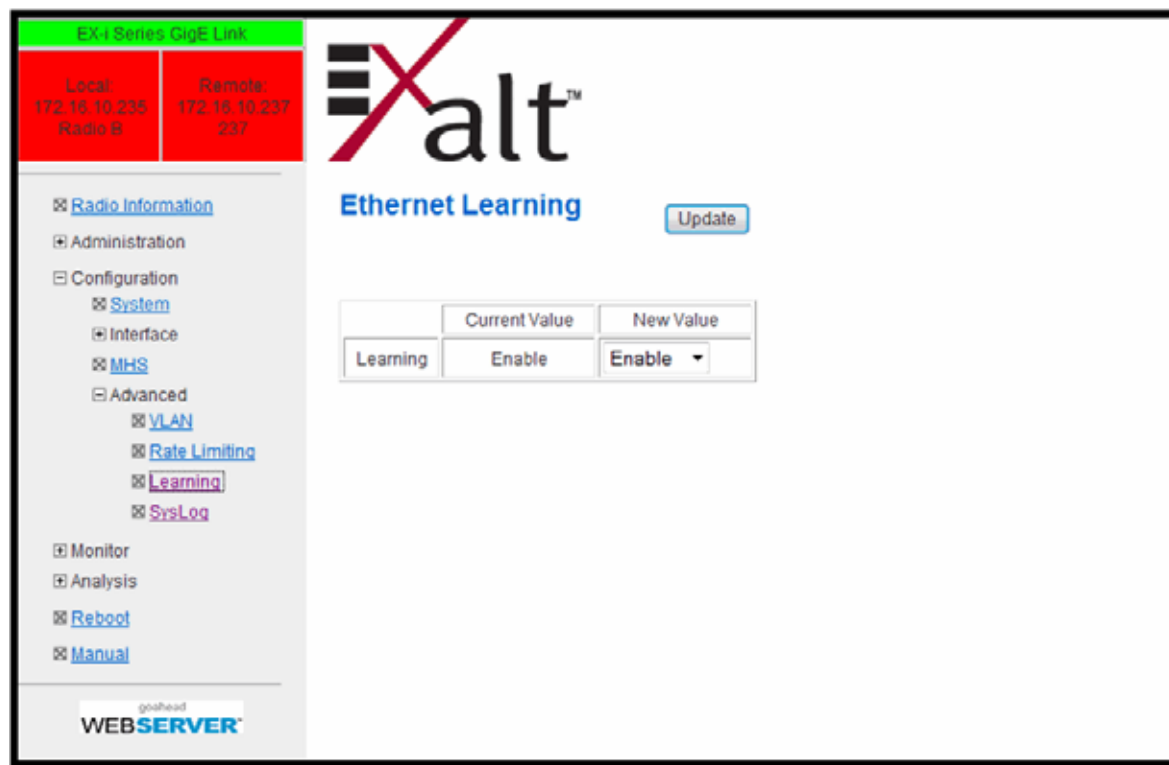 EX-i Series GigE Link
Local:
172.16.10.235
Radio B
Remote:
172.16.10.237
237
EXalt™
Radio Information
Administration
Configuration
System
Interface
MHS
Advanced
VLAN
Rate Limiting
Learning
SysLog
Monitor
Analysis
Reboot
Manual
goahead
WEBSERVER
Ethernet Learning
Update
Current Value New Value
Learning Enable Enable